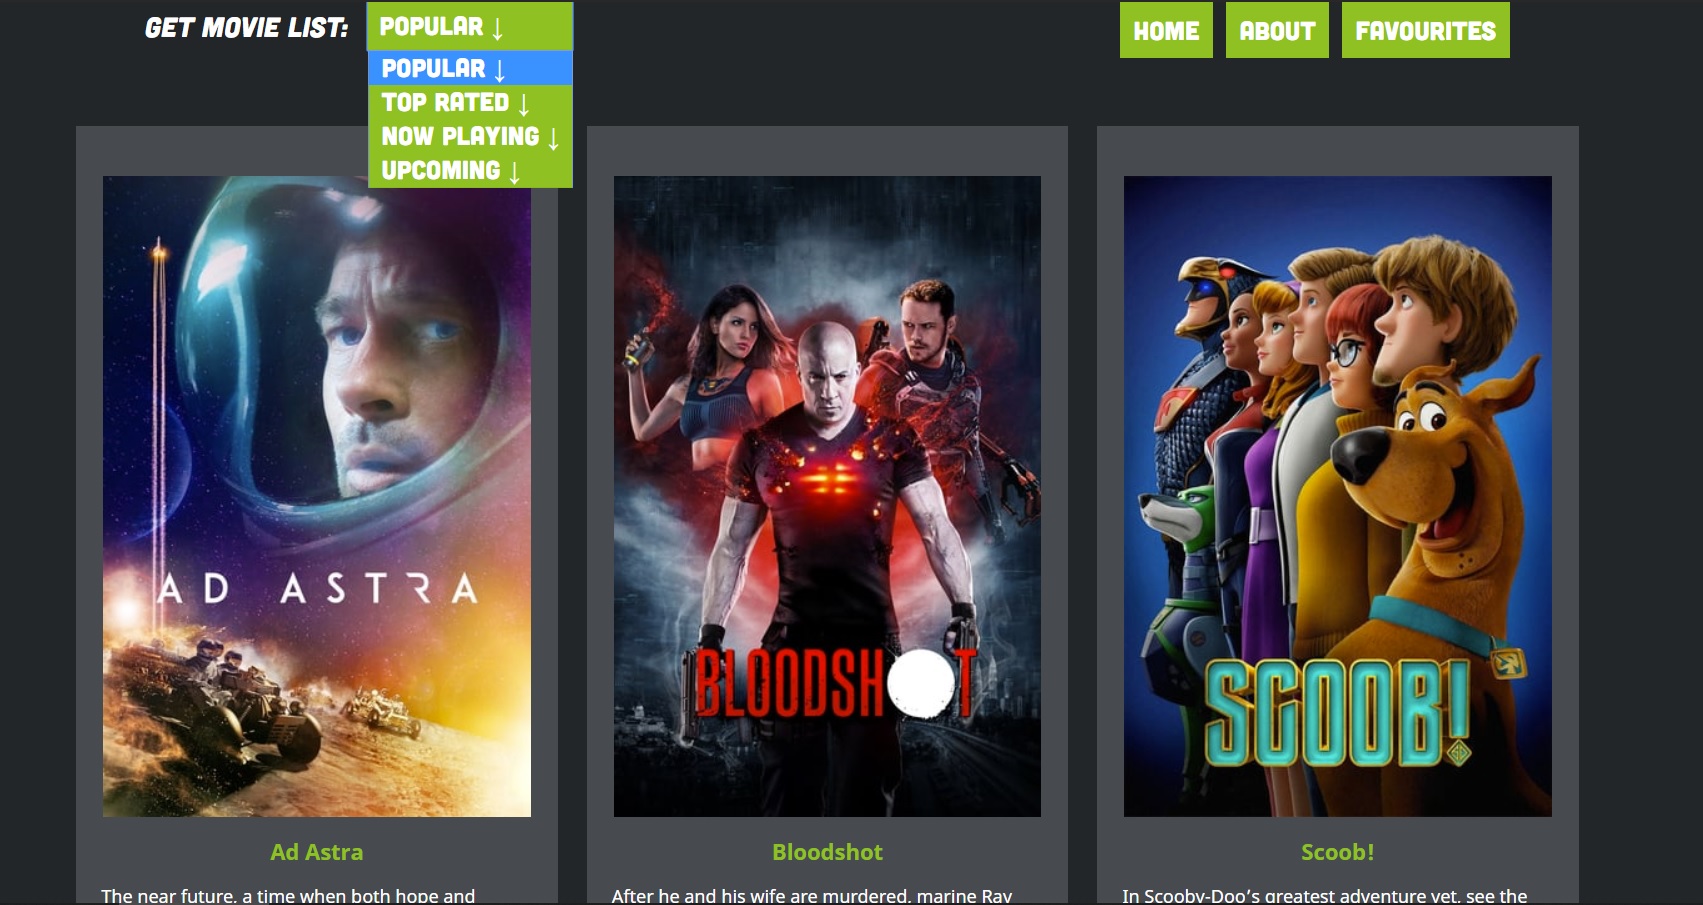 GET MOVIE LIST: POPULAR ↓ HOME ABOUT FAVOURITES
POPULAR ↓
TOP RATED ↓
NOW PLAYING ↓
UPCOMING ↓
AD ASTRA
BLOODSHOT
SCOOB!
Ad Astra
Bloodshot
Scoob!
The near future, a time when both hope and
After he and his wife are murdered, marine Ray
In Scooby-Doo’s greatest adventure yet, see the